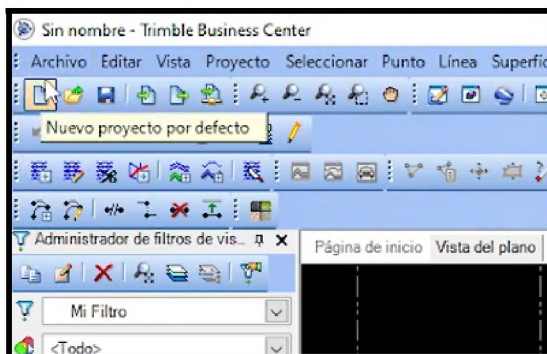 Sin nombre - Trimble Business Center
Archivo Editar Vista Proyecto Seleccionar Punto Línea Superfic
Nuevo proyecto por defecto
Administrador de filtros de vis...
Página de inicio Vista del plano
Mi Filtro
<Todo>